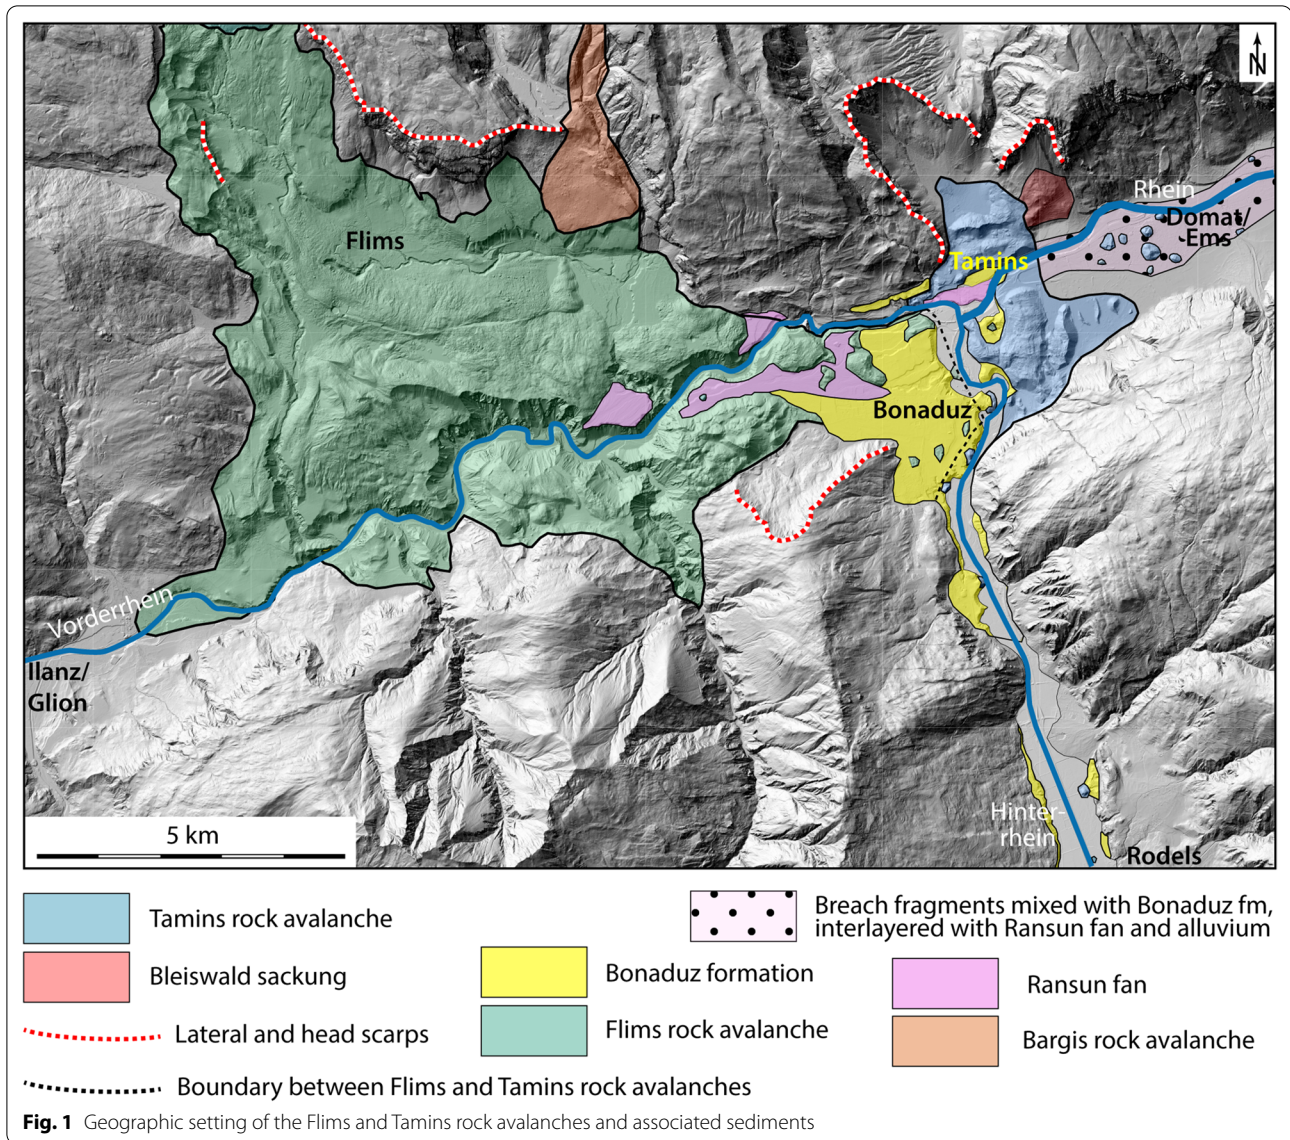 N
Rhein
Domat/
Ems
Flims
Tamins
Bonaduz
Vorderrhein
Ilanz/
Glion
5 km
Hinter-
rhein
Rodels
Tamins rock avalanche
Breach fragments mixed with Bonaduz fm,
interlayered with Ransun fan and alluvium
Bleiswald sackung
Bonaduz formation
Ransun fan
Lateral and head scarps
Flims rock avalanche
Bargis rock avalanche
Boundary between Flims and Tamins rock avalanches
Fig. 1 Geographic setting of the Flims and Tamins rock avalanches and associated sediments